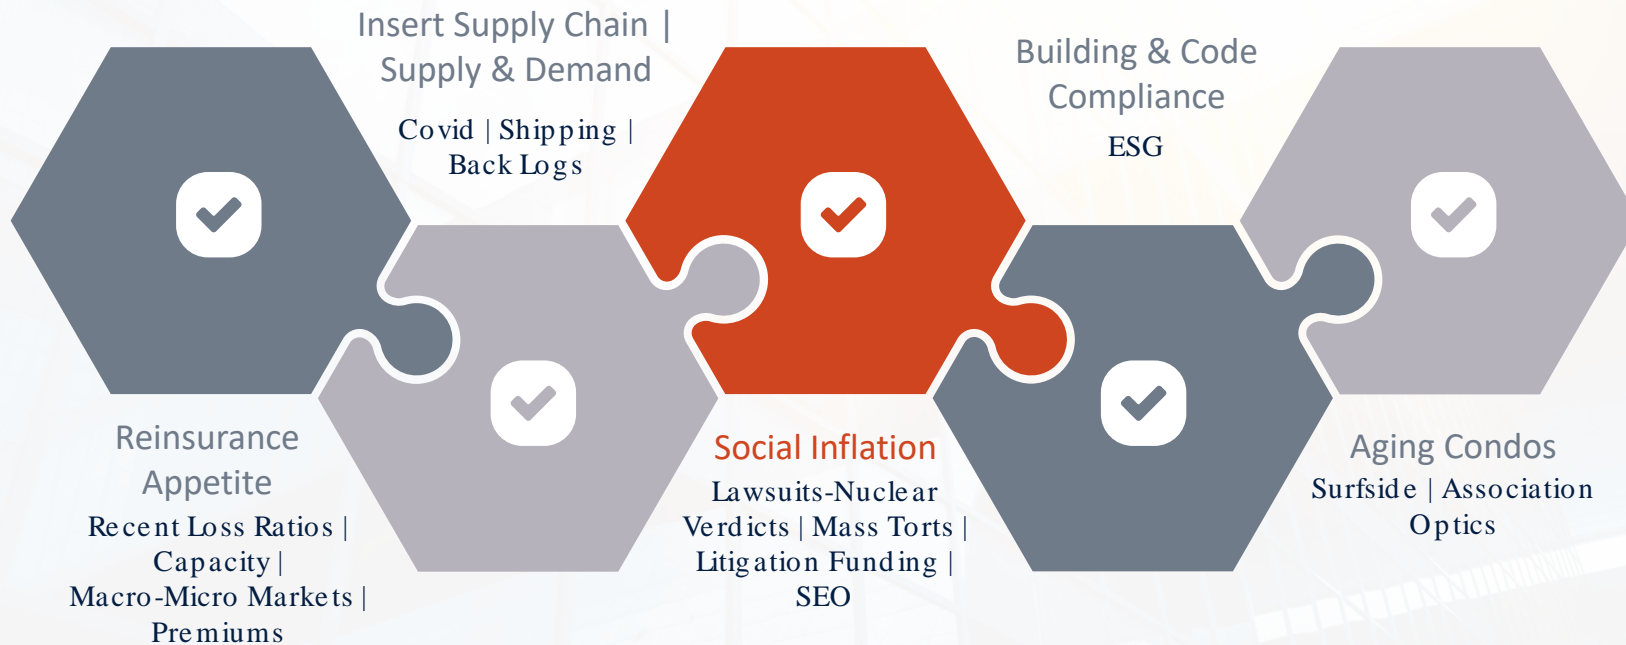 Insert Supply Chain |
Supply & Demand
Covid | Shipping |
Back Logs
Building & Code
Compliance
ESG
Reinsurance
Appetite
Recent Loss Ratios |
Capacity |
Macro-Micro Markets |
Premiums
Social Inflation
Lawsuits-Nuclear
Verdicts | Mass Torts |
Litigation Funding |
SEO
Aging Condos
Surfside | Association
Optics